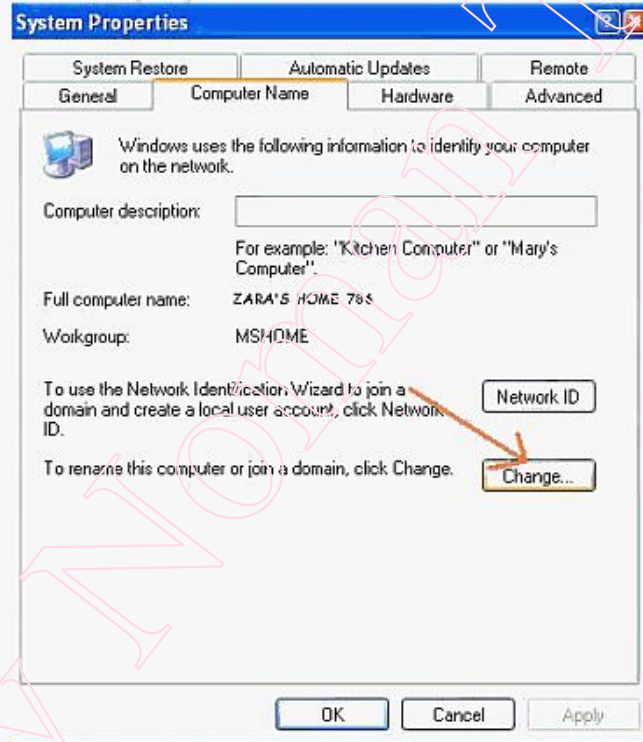 System Properties
System Restore Automatic Updates Remote
General Computer Name Hardware Advanced
Windows uses the following information to identify your computer
on the network.
Computer description:
For example: "Kitchen Computer" or "Mary's
Computer".
Full computer name: ZARA'S HOME 786
Workgroup: MSHOME
To use the Network Identification Wizard to join a
domain and create a local user account, click Network
ID.
Network ID
To rename this computer or join a domain, click Change.
Change...
OK Cancel Apply